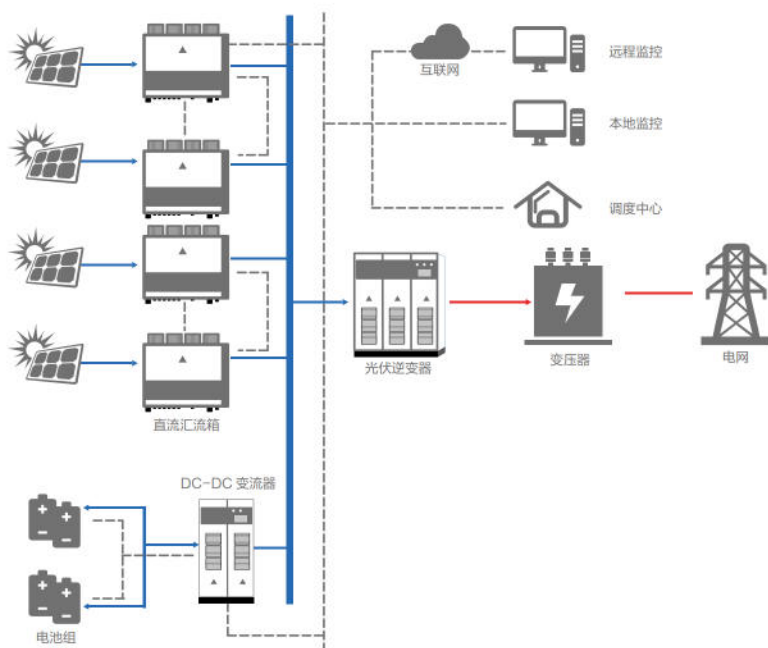 远程监控
互联网
本地监控
调度中心
光伏逆变器
变压器
电网
直流汇流箱
DC-DC 变流器
电池组